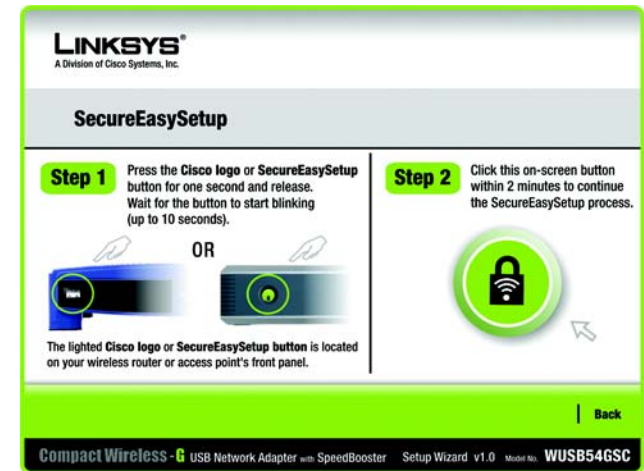 LINKSYS®
A Division of Cisco Systems, Inc.
SecureEasySetup
Step 1
Press the Cisco logo or SecureEasySetup
button for one second and release.
Wait for the button to start blinking
(up to 10 seconds).
OR
The lighted Cisco logo or SecureEasySetup button is located
on your wireless router or access point's front panel.
Step 2
Click this on-screen button
within 2 minutes to continue
the SecureEasySetup process.
Back
Compact Wireless-G USB Network Adapter with SpeedBooster Setup Wizard v1.0 Model No. WUSB54GSC